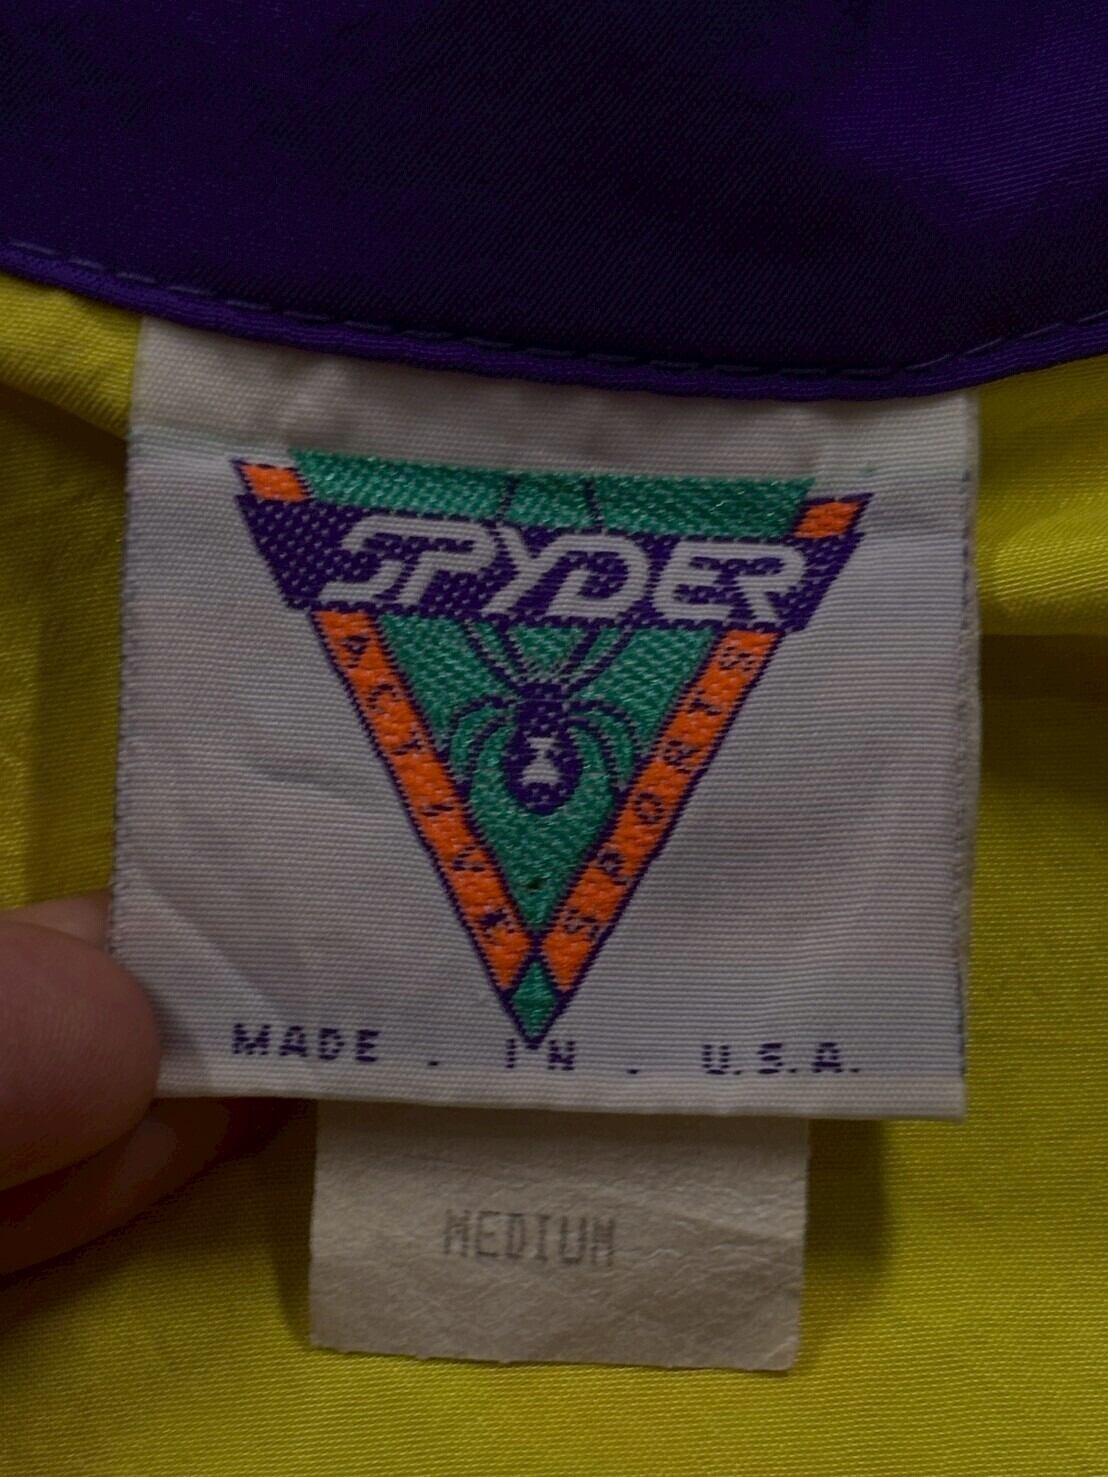 SPYDER
ACTIVE
SPORTS
MADE . IN . U.S.A.
MEDIUM